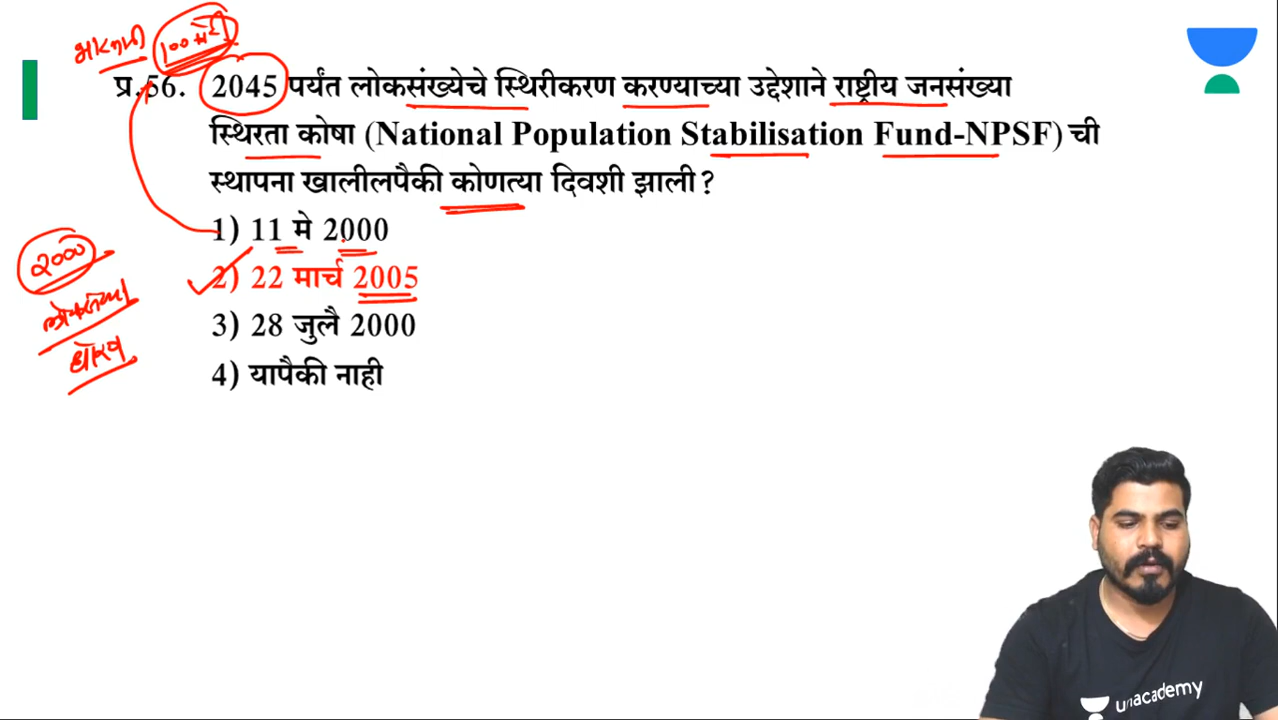 भारताची 100 मे
प्र.56. 2045 पर्यंत लोकसंख्येचे स्थिरीकरण करण्याच्या उद्देशाने राष्ट्रीय जनसंख्या
स्थिरता कोषा (National Population Stabilisation Fund-NPSF) ची
स्थापना खालीलपैकी कोणत्या दिवशी झाली?
1) 11 मे 2000
2) 22 मार्च 2005
3) 28 जुलै 2000
4) यापैकी नाही
2000
लोकसंख्या
धोरण
unacademy